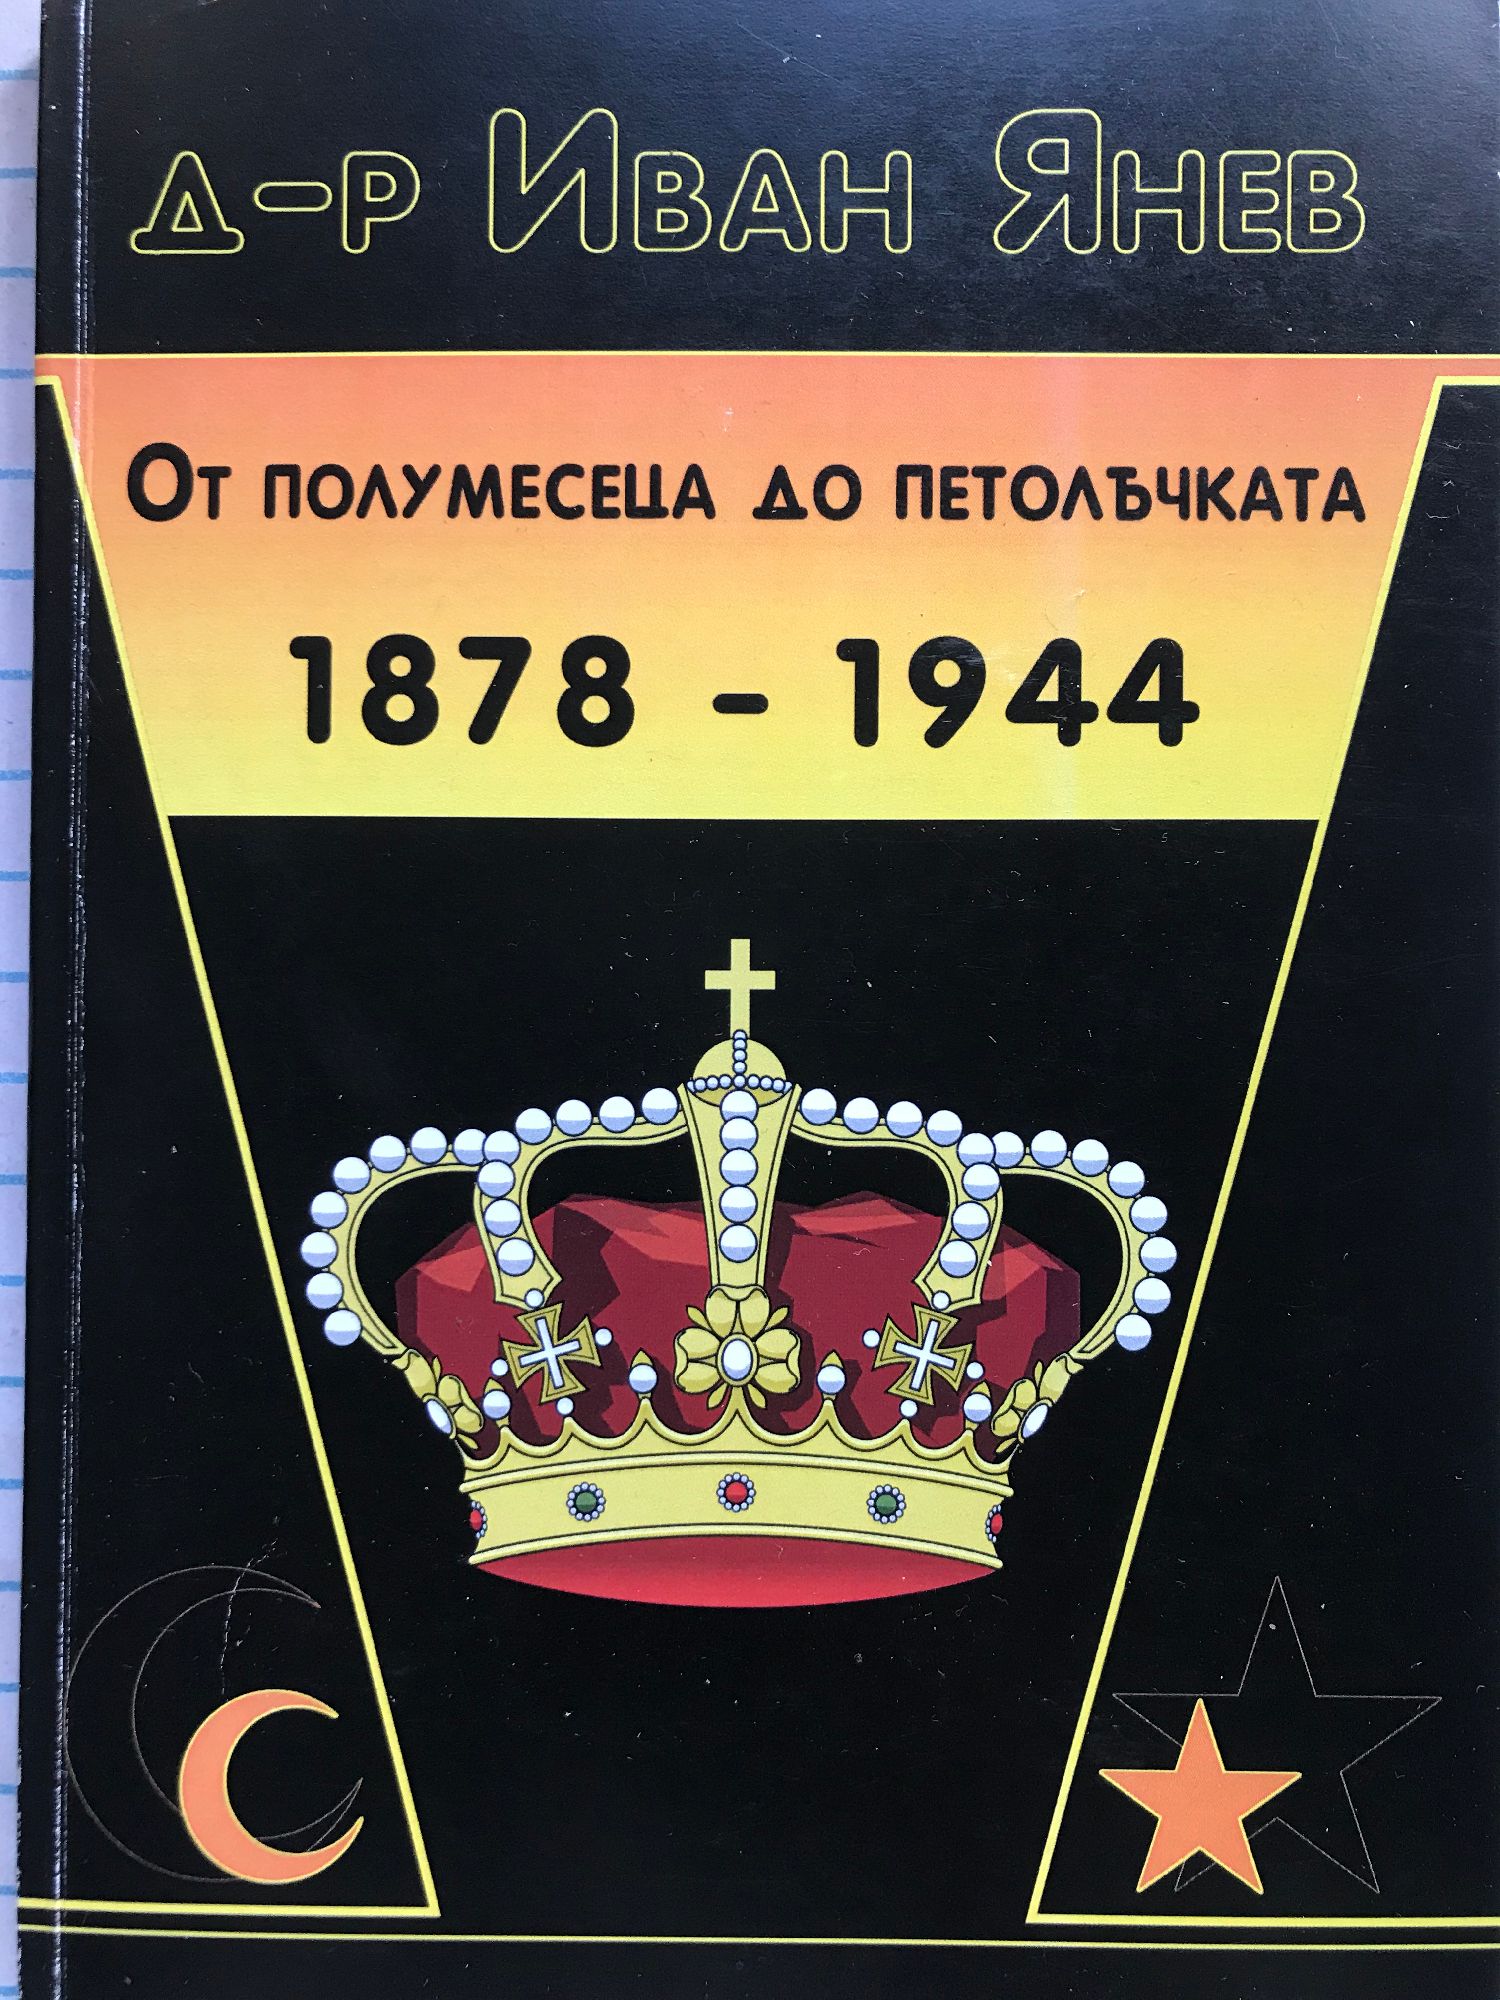 д-р Иван Янев
От полумесеца до петолъчката
1878 - 1944